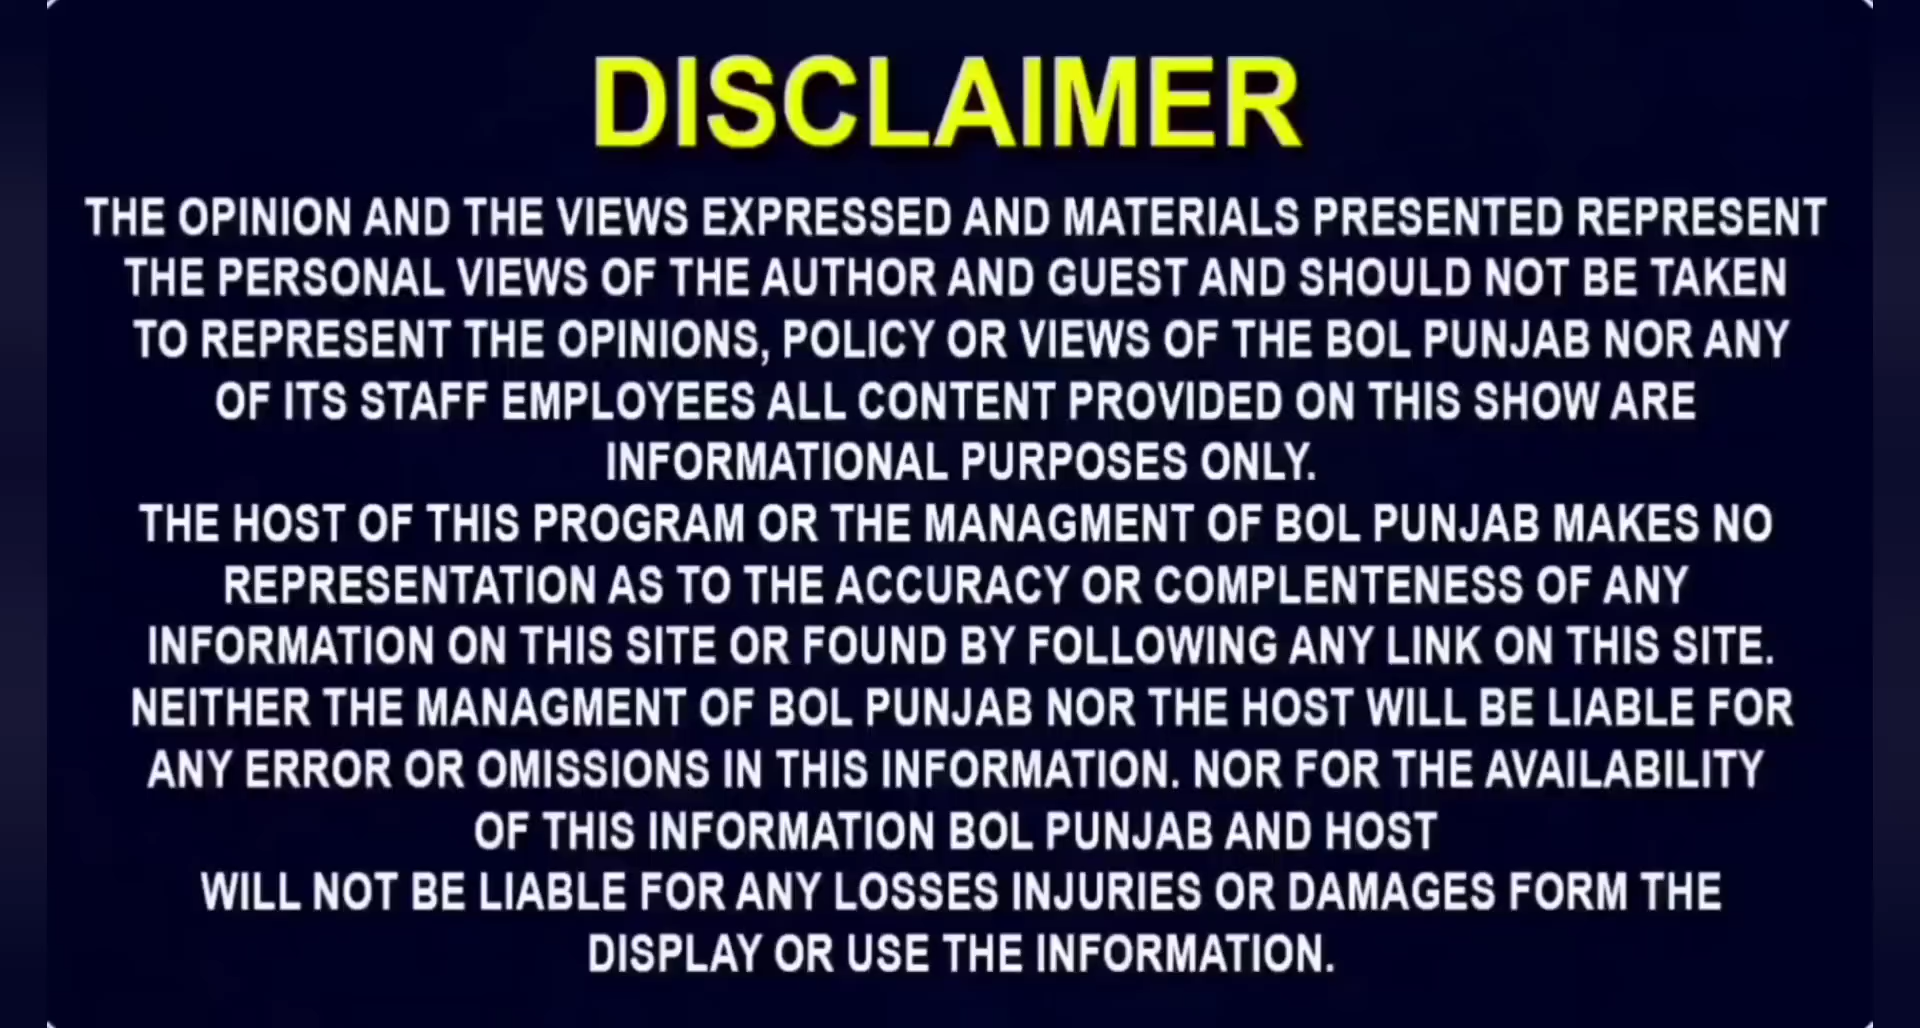 DISCLAIMER
THE OPINION AND THE VIEWS EXPRESSED AND MATERIALS PRESENTED REPRESENT
THE PERSONAL VIEWS OF THE AUTHOR AND GUEST AND SHOULD NOT BE TAKEN
TO REPRESENT THE OPINIONS, POLICY OR VIEWS OF THE BOL PUNJAB NOR ANY
OF ITS STAFF EMPLOYEES ALL CONTENT PROVIDED ON THIS SHOW ARE
INFORMATIONAL PURPOSES ONLY.
THE HOST OF THIS PROGRAM OR THE MANAGMENT OF BOL PUNJAB MAKES NO
REPRESENTATION AS TO THE ACCURACY OR COMPLENTENESS OF ANY
INFORMATION ON THIS SITE OR FOUND BY FOLLOWING ANY LINK ON THIS SITE.
NEITHER THE MANAGMENT OF BOL PUNJAB NOR THE HOST WILL BE LIABLE FOR
ANY ERROR OR OMISSIONS IN THIS INFORMATION. NOR FOR THE AVAILABILITY
OF THIS INFORMATION BOL PUNJAB AND HOST
WILL NOT BE LIABLE FOR ANY LOSSES INJURIES OR DAMAGES FORM THE
DISPLAY OR USE THE INFORMATION.